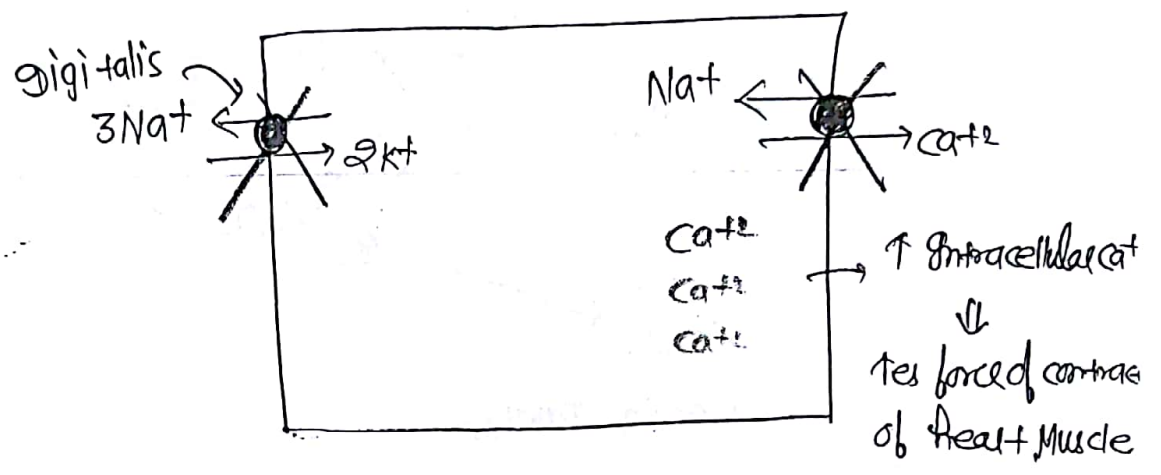 Digitalis
3Na+
2K+
Na+
Ca+2
Ca+2
Ca+2
Ca+2
↑ Intracellular Ca+
⇓
↑es force of contrac
of Heart Muscle